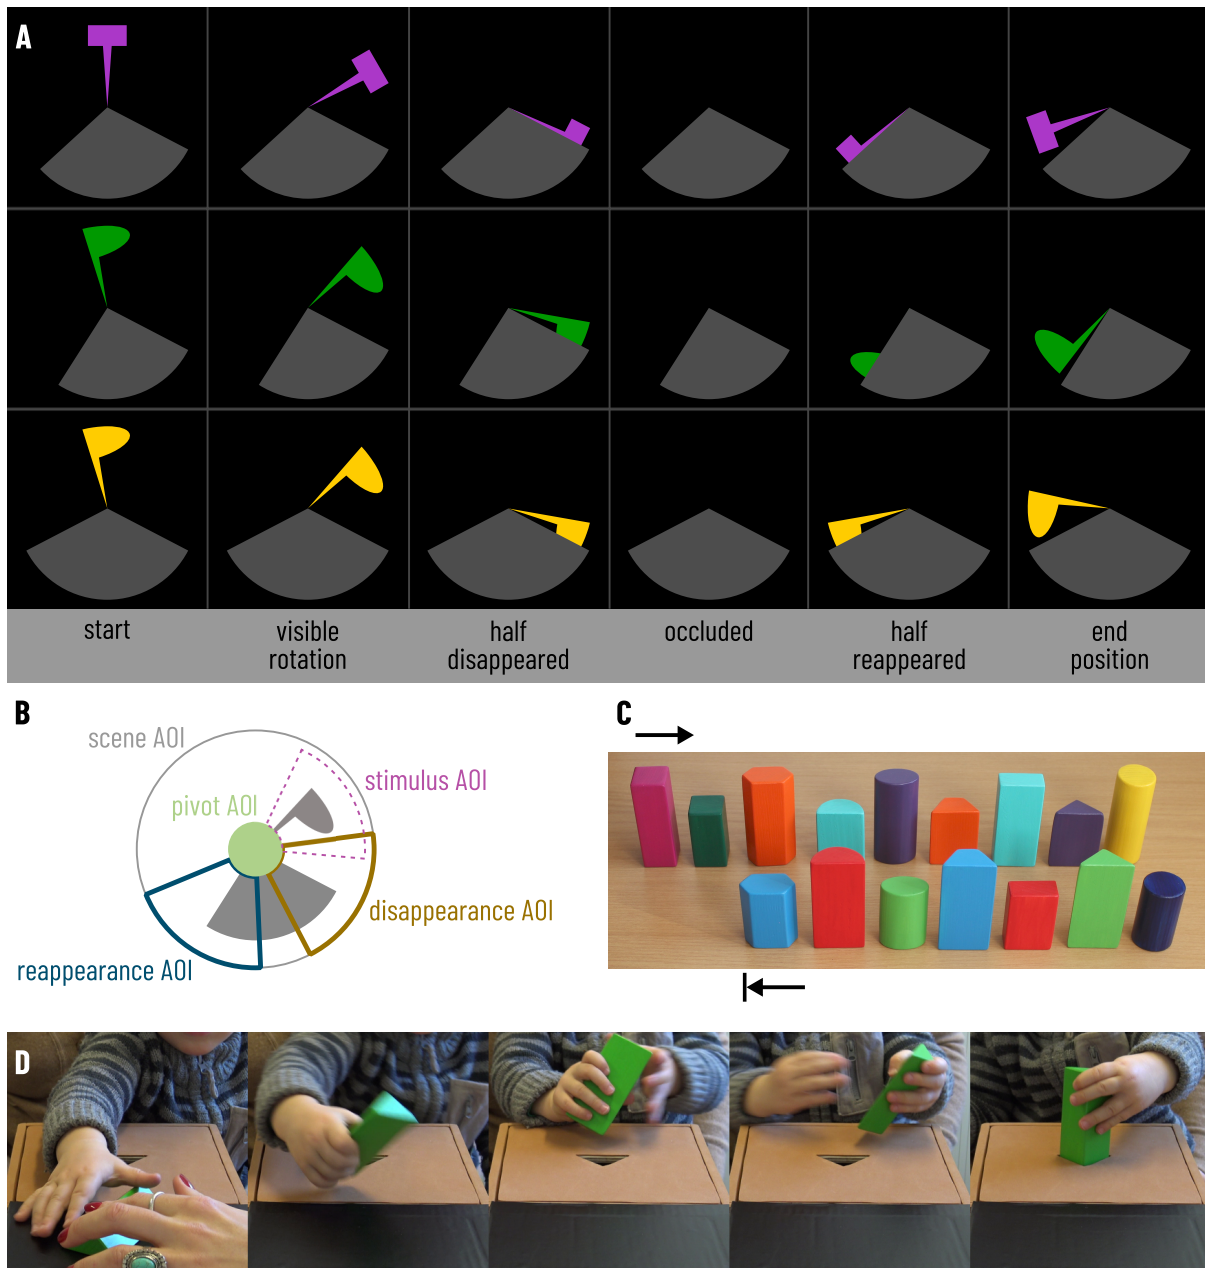 A
start
visible
rotation
half
disappeared
occluded
half
reappeared
end
position
B
scene AOI
pivot AOI
stimulus AOI
disappearance AOI
reappearance AOI
C
D